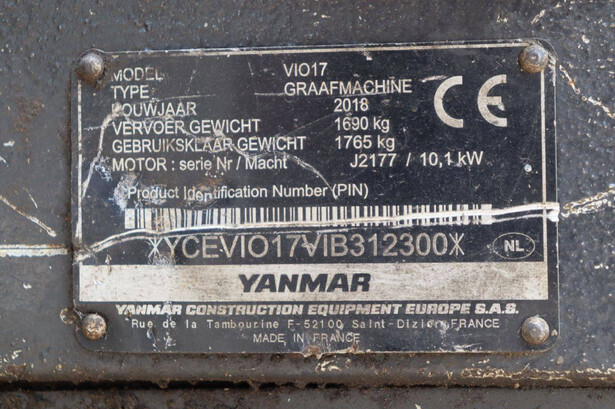 MODEL VIO17
TYPE GRAAFMACHINE
BOUWJAAR 2018
VERVOER GEWICHT 1690 kg
GEBRUIKSKLAAR GEWICHT 1765 kg
MOTOR : serie Nr / Macht J2177 / 10,1 kW
CE
Product Identification Number (PIN)
*YCEVIO17VIB312300*
NL
YANMAR
YANMAR CONSTRUCTION EQUIPMENT EUROPE S.A.S.
Rue de la Tambourine F-52100 Saint-Dizier FRANCE
MADE IN FRANCE